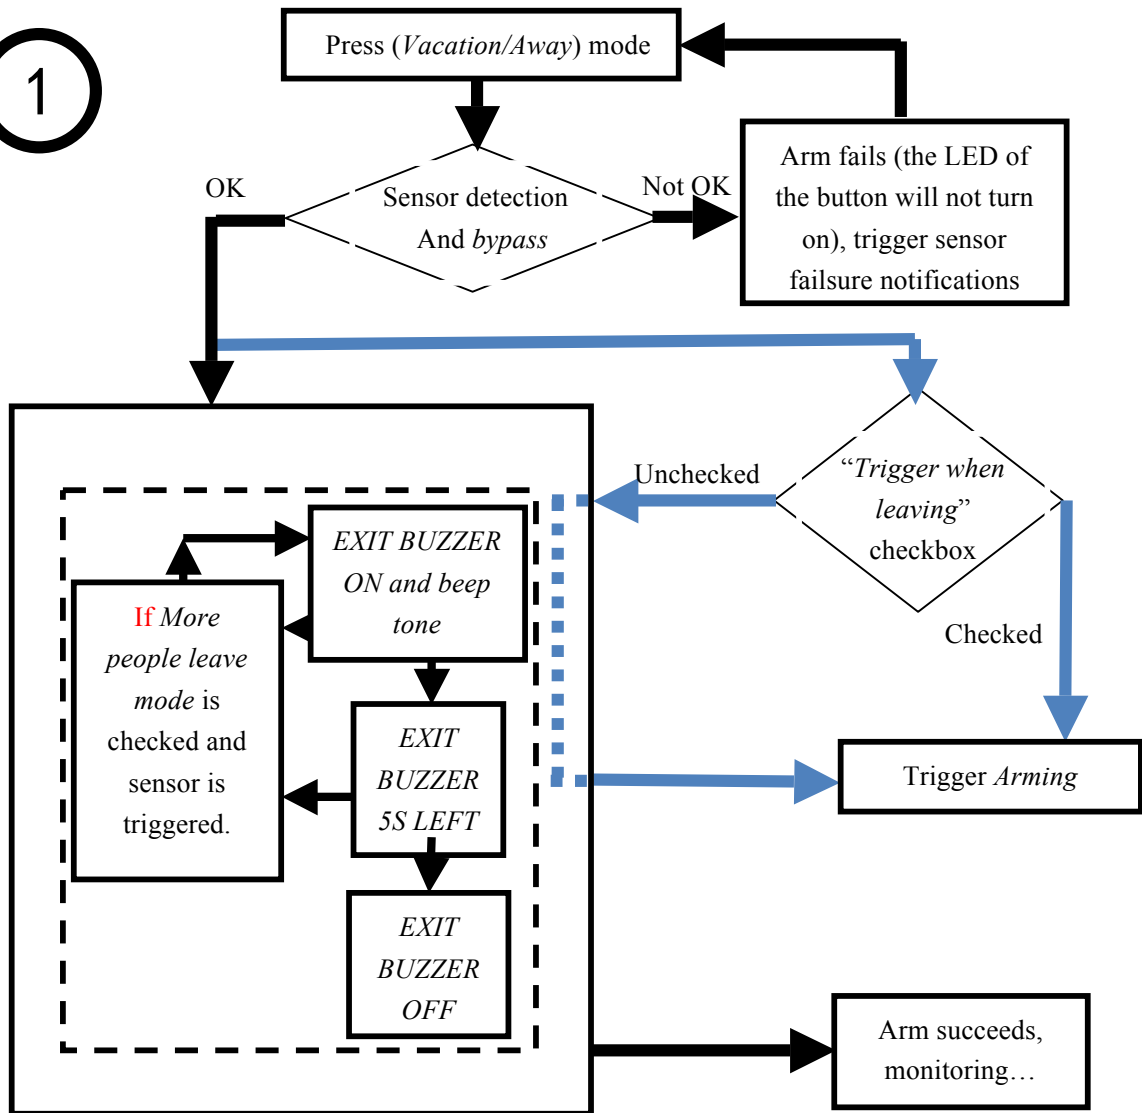 1
Press (Vacation/Away) mode
OK
Sensor detection
And bypass
Not OK
Arm fails (the LED of
the button will not turn
on), trigger sensor
failsure notifications
Unchecked
“Trigger when
leaving”
checkbox
Checked
EXIT BUZZER
ON and beep
tone
If More
people leave
mode is
checked and
sensor is
triggered.
EXIT
BUZZER
5S LEFT
Trigger Arming
EXIT
BUZZER
OFF
Arm succeeds,
monitoring…